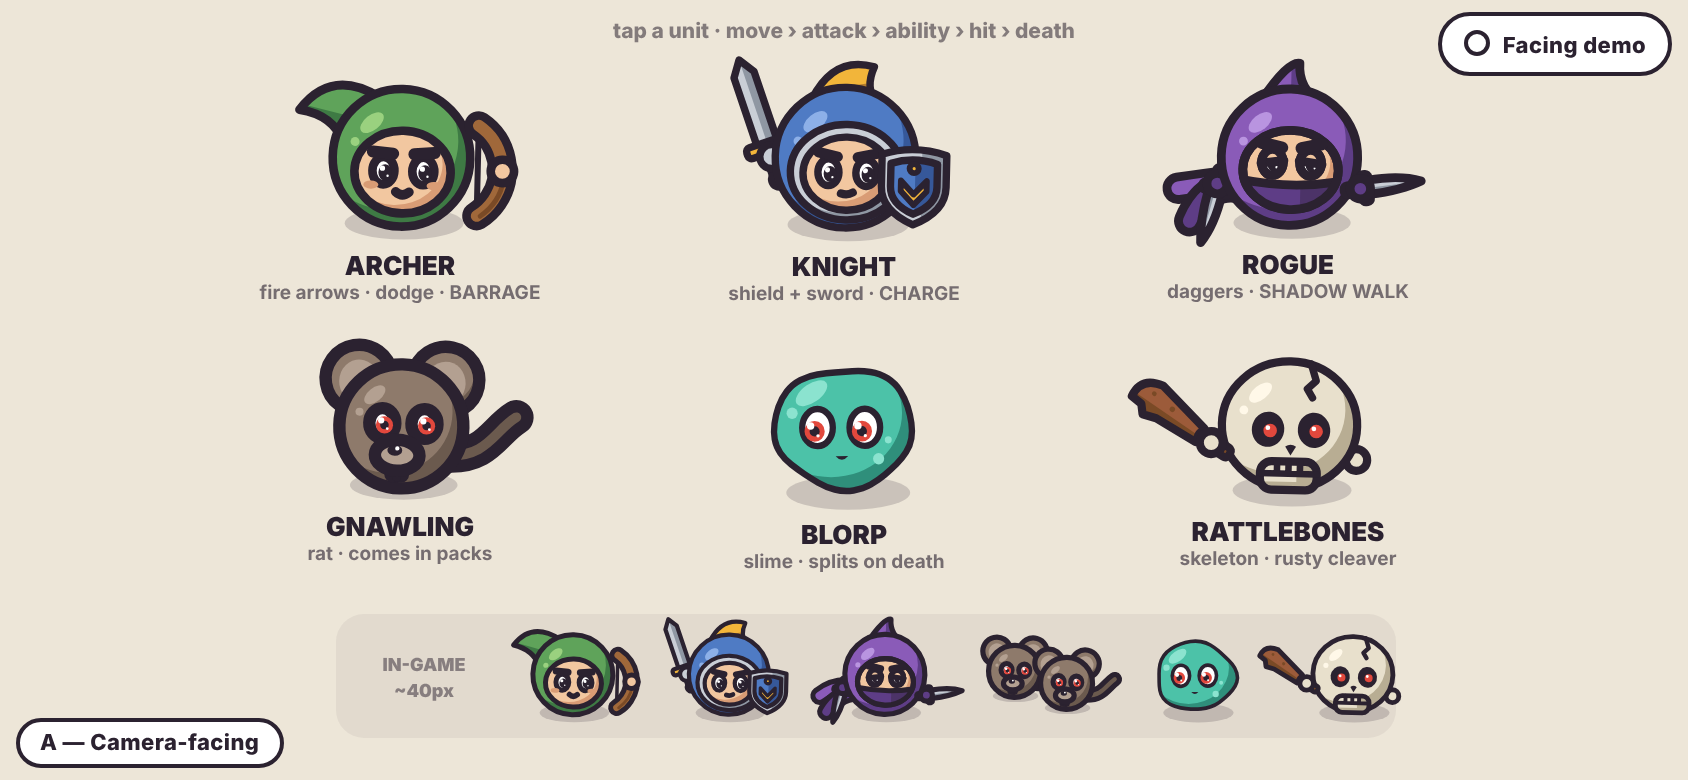 tap a unit · move › attack › ability › hit › death
Facing demo
ARCHER
fire arrows · dodge · BARRAGE
KNIGHT
shield + sword · CHARGE
ROGUE
daggers · SHADOW WALK
GNAWLING
rat · comes in packs
BLORP
slime · splits on death
RATTLEBONES
skeleton · rusty cleaver
IN-GAME
~40px
A — Camera-facing